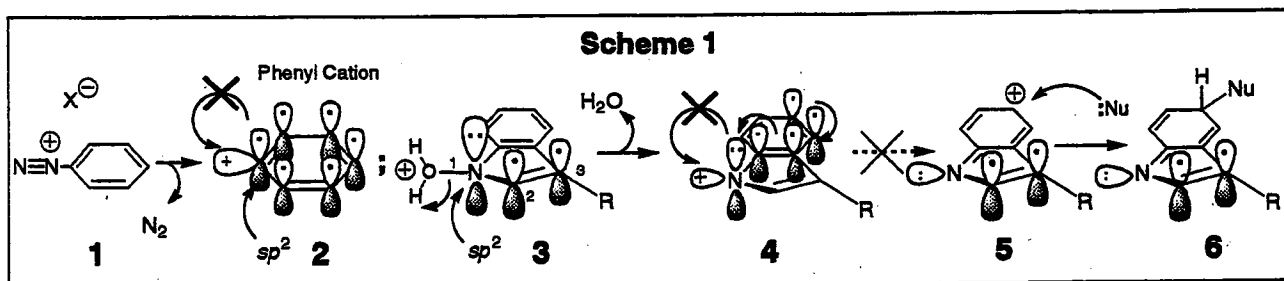 Scheme 1
Phenyl Cation
X⊖
⊕
N≡N
N₂
1
+
sp²
2
;
⊕
H
O
H
1
N
2
3
R
sp²
3
H₂O
+
N
R
4
⊕
:Nu
N
R
5
H
Nu
N
R
6